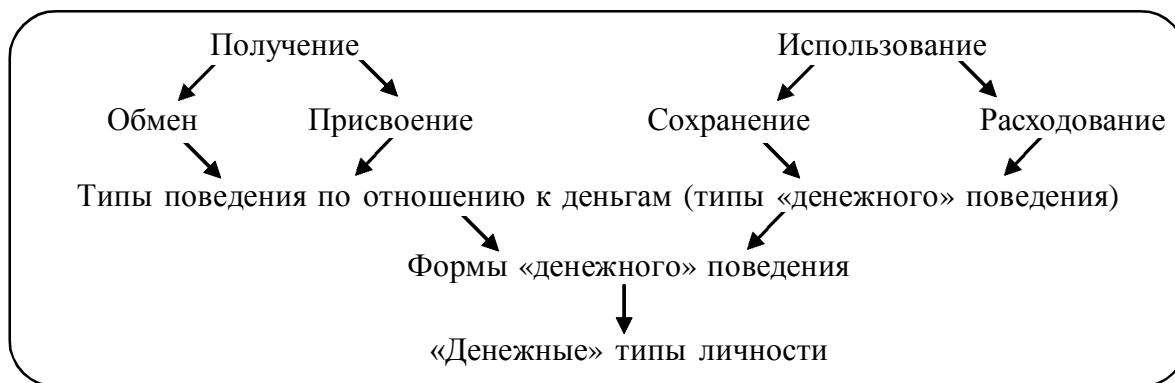 Получение Использование
Обмен Присвоение Сохранение Расходование
Типы поведения по отношению к деньгам (типы «денежного» поведения)
Формы «денежного» поведения
«Денежные» типы личности